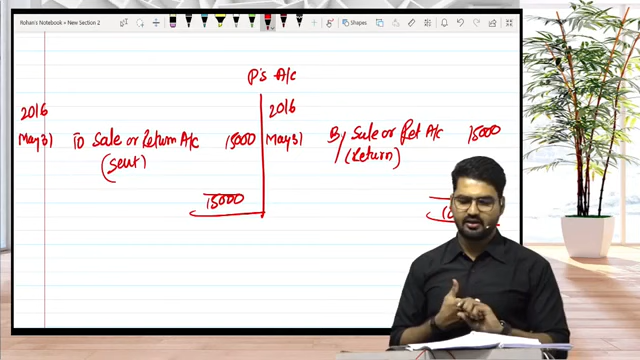 Rohan's Notebook - New Section 2
Shapes
P's A/c
2016
May 31 To Sale or Return A/c 15000
(Sent)
15000
2016
May 31 By Sale or Ret A/c 15000
(Return)